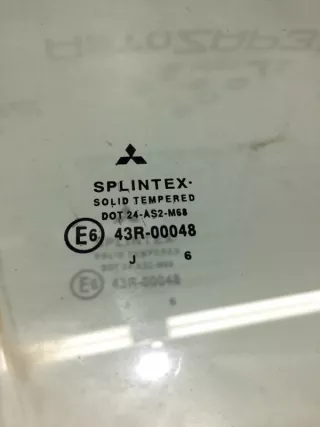 SPLINTEX·
SOLID TEMPERED
DOT 24-AS2-M68
E6 43R-00048
J 6